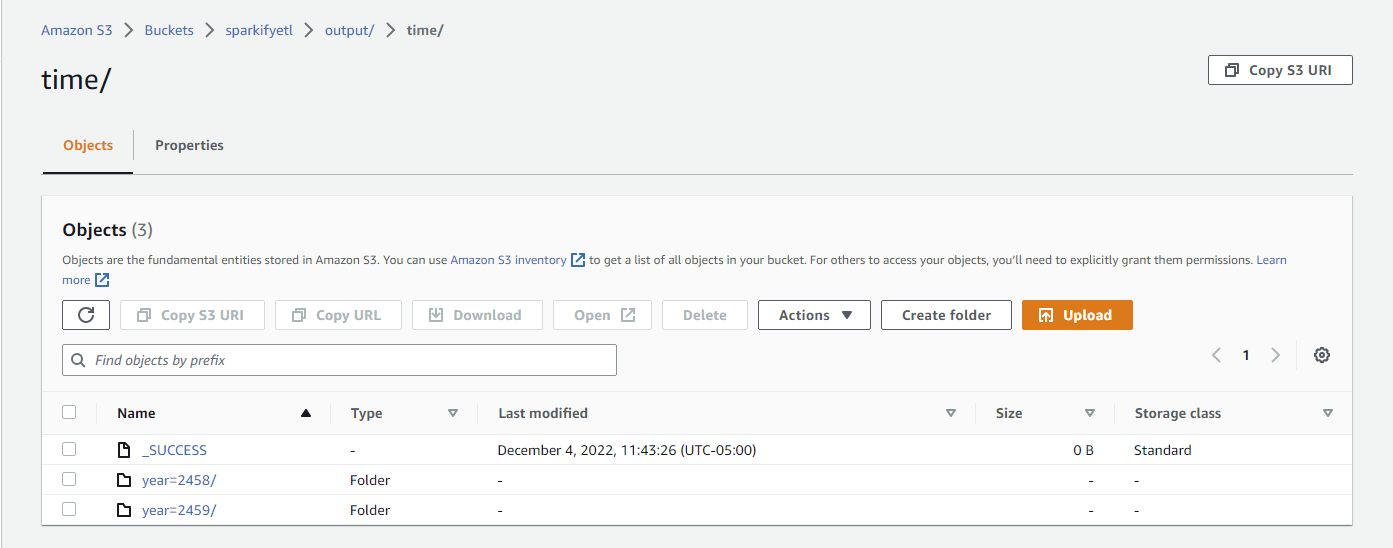 Amazon S3 > Buckets > sparkifyetl > output/ > time/
time/
Copy S3 URI
Objects
Properties
Objects (3)
Objects are the fundamental entities stored in Amazon S3. You can use Amazon S3 inventory to get a list of all objects in your bucket. For others to access your objects, you'll need to explicitly grant them permissions. Learn
more
Copy S3 URI Copy URL Download Open Delete Actions Create folder Upload
Find objects by prefix
1
Name Type Last modified Size Storage class
_SUCCESS - December 4, 2022, 11:43:26 (UTC-05:00) 0 B Standard
year=2458/ Folder - - -
year=2459/ Folder - - -